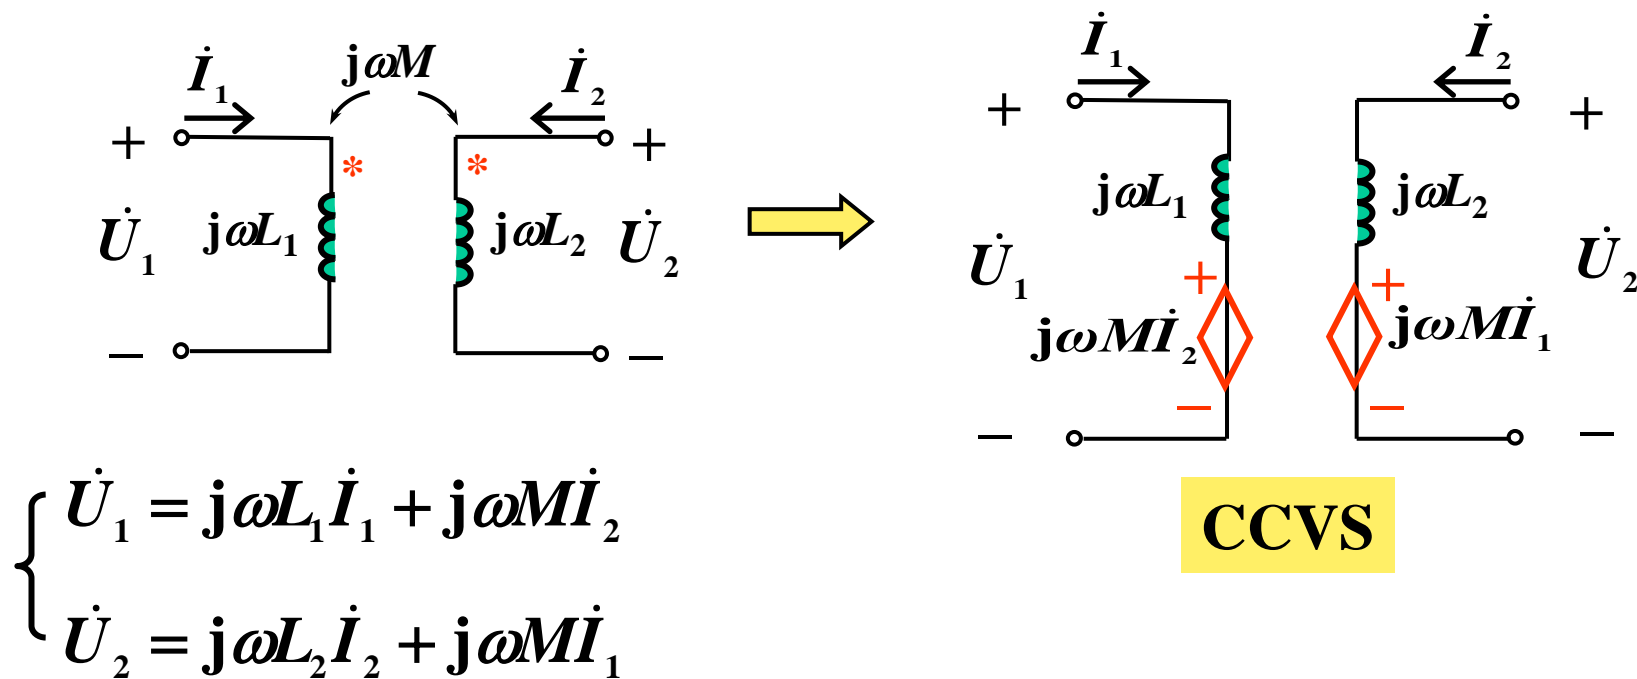 jωM
İ₁
İ₂
+
*
*
+
U̇₁
jωL₁
jωL₂
U̇₂
−
−
İ₁
İ₂
+
+
jωL₁
jωL₂
U̇₁
U̇₂
+
+
jωMİ₂
jωMİ₁
−
−
−
−
U̇₁ = jωL₁İ₁ + jωMİ₂
U̇₂ = jωL₂İ₂ + jωMİ₁
CCVS